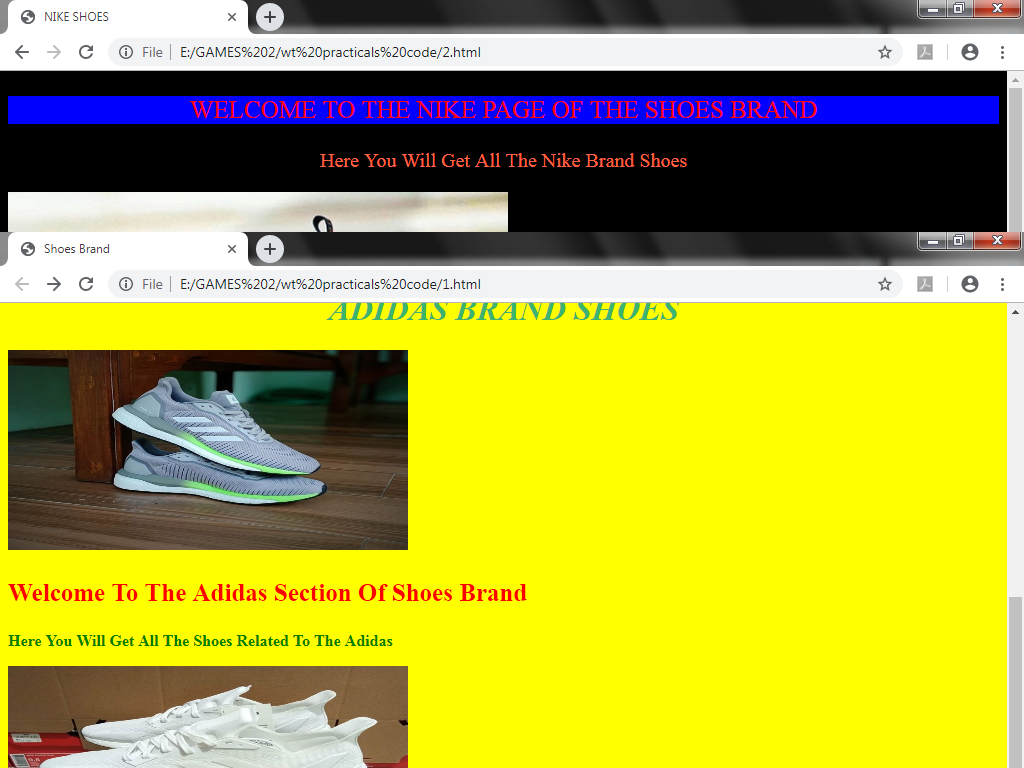 NIKE SHOES
File E:/GAMES%202/wt%20practicals%20code/2.html
WELCOME TO THE NIKE PAGE OF THE SHOES BRAND
Here You Will Get All The Nike Brand Shoes
Shoes Brand
File E:/GAMES%202/wt%20practicals%20code/1.html
ADIDAS BRAND SHOES
Welcome To The Adidas Section Of Shoes Brand
Here You Will Get All The Shoes Related To The Adidas